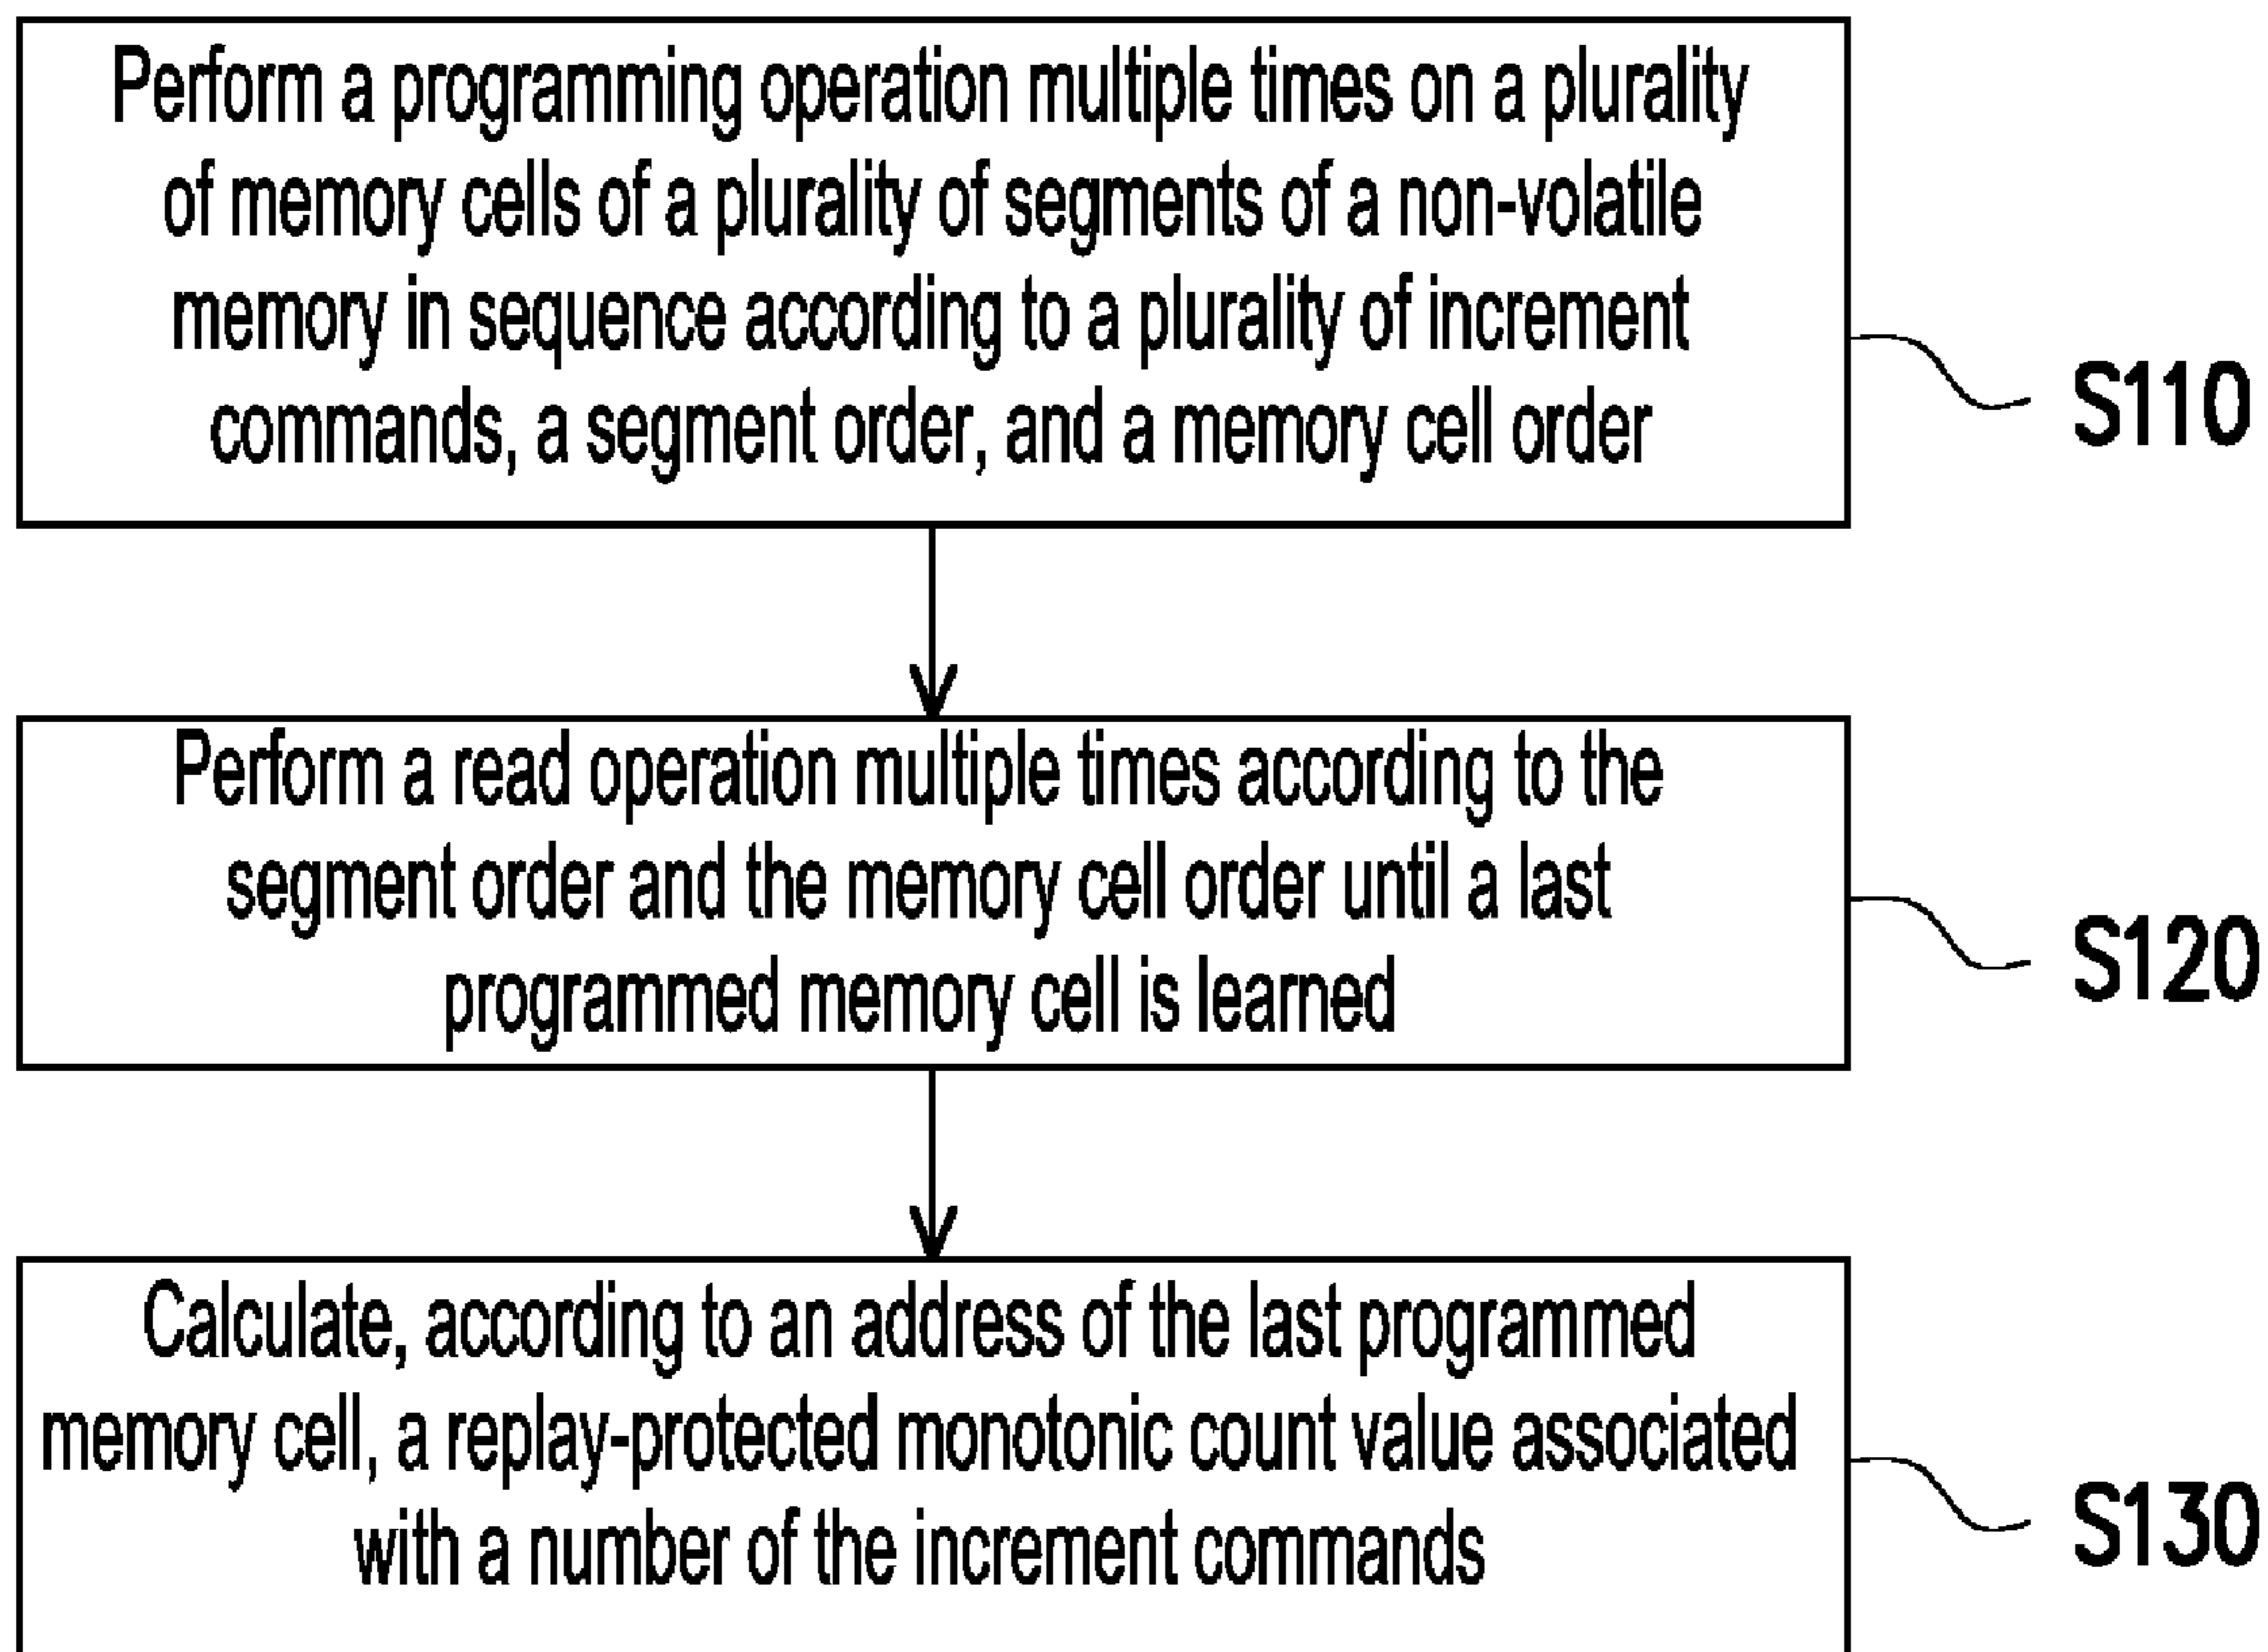 Perform a programming operation multiple times on a plurality
of memory cells of a plurality of segments of a non-volatile
memory in sequence according to a plurality of increment
commands, a segment order, and a memory cell order
S110
Perform a read operation multiple times according to the
segment order and the memory cell order until a last
programmed memory cell is learned
S120
Calculate, according to an address of the last programmed
memory cell, a replay-protected monotonic count value associated
with a number of the increment commands
S130